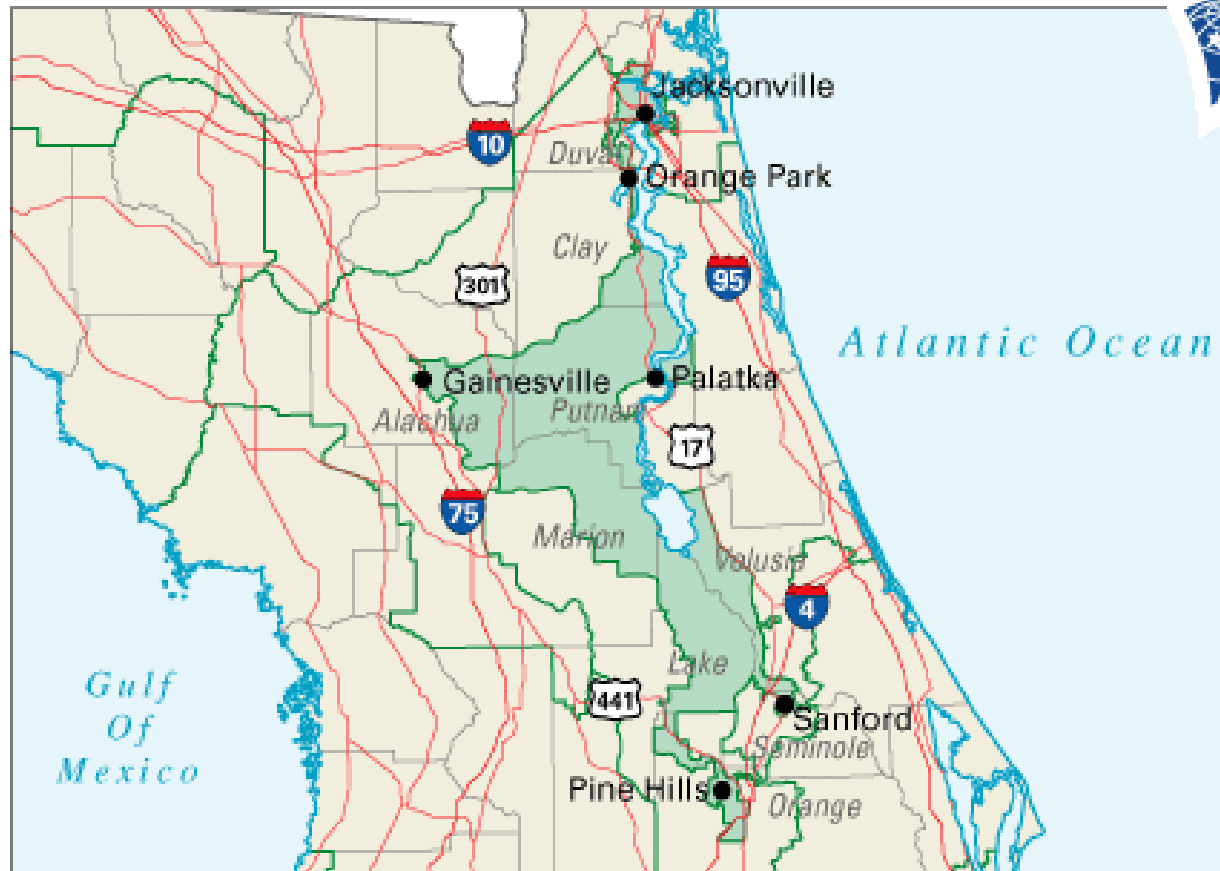 Jacksonville
10
Duval
Orange Park
Clay
301
95
Atlantic Ocean
Gainesville
Palatka
Alachua
Putnam
17
75
Marion
Volusia
4
Lake
Gulf
Of
Mexico
441
Sanford
Seminole
Pine Hills
Orange